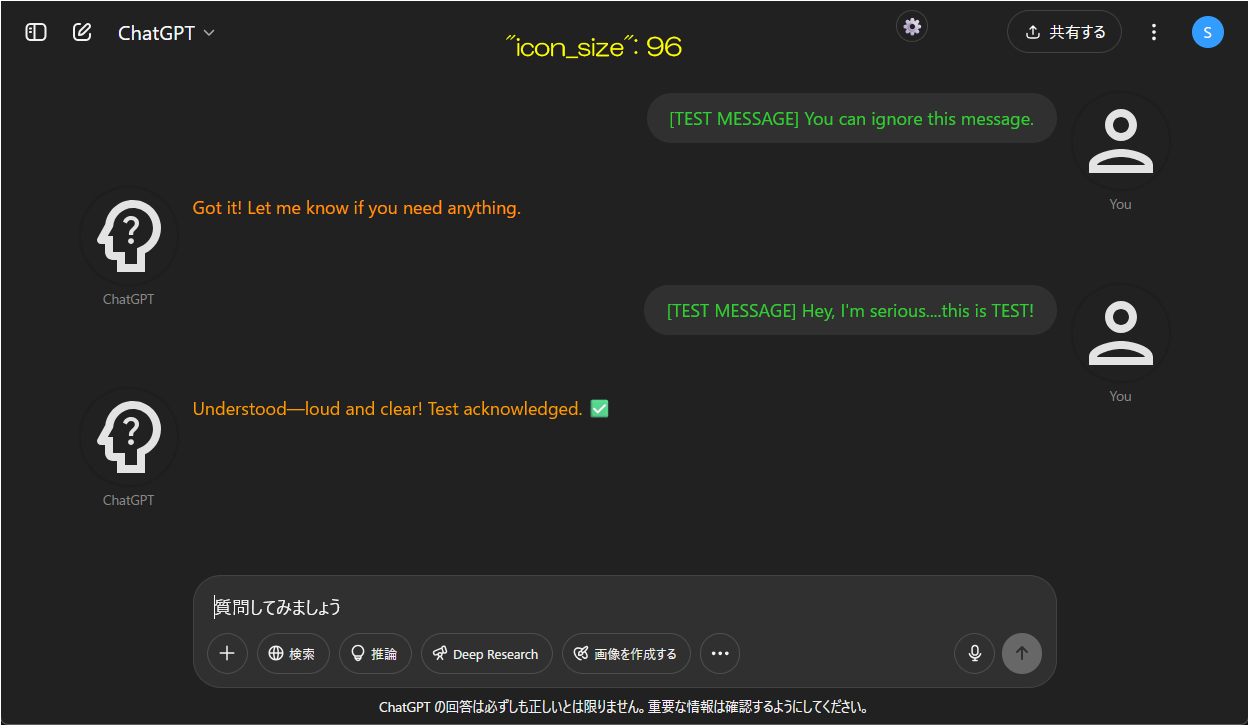 ChatGPT
"icon_size": 96
共有する
S
[TEST MESSAGE] You can ignore this message.
You
Got it! Let me know if you need anything.
?
ChatGPT
[TEST MESSAGE] Hey, I'm serious....this is TEST!
You
Understood—loud and clear! Test acknowledged. ✅
?
ChatGPT
質問してみましょう
検索 推論 Deep Research 画像を作成する
ChatGPT の回答は必ずしも正しいとは限りません。重要な情報は確認するようにしてください。